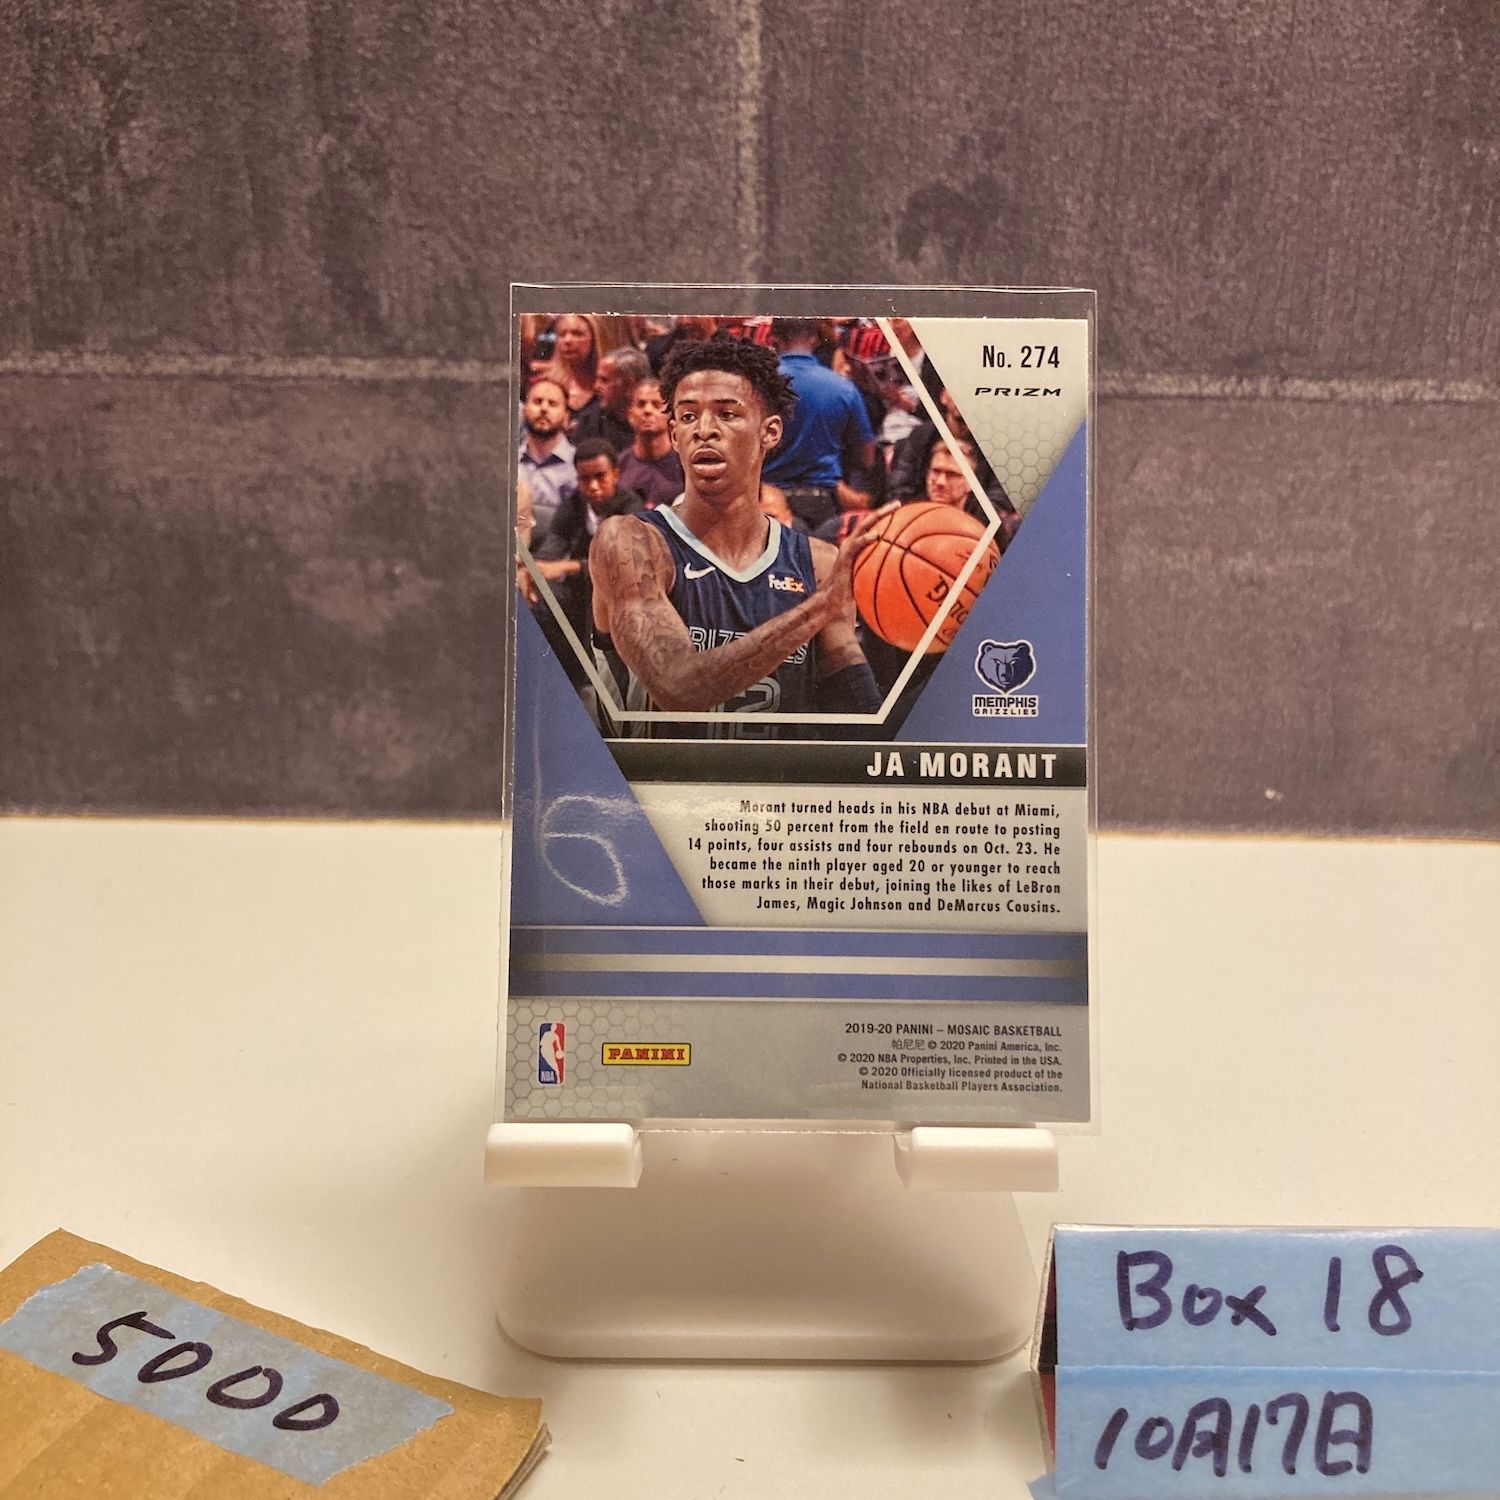 No. 274
PRIZM
FedEx
MEMPHIS
GRIZZLIES
JA MORANT
Morant turned heads in his NBA debut at Miami,
shooting 50 percent from the field en route to posting
14 points, four assists and four rebounds on Oct. 23. He
became the ninth player aged 20 or younger to reach
those marks in their debut, joining the likes of LeBron
James, Magic Johnson and DeMarcus Cousins.
NBA
PANINI
2019-20 PANINI – MOSAIC BASKETBALL
帕尼尼 © 2020 Panini America, Inc.
© 2020 NBA Properties, Inc. Printed in the USA.
© 2020 Officially licensed product of the
National Basketball Players Association.
5000
Box 18
10月17日